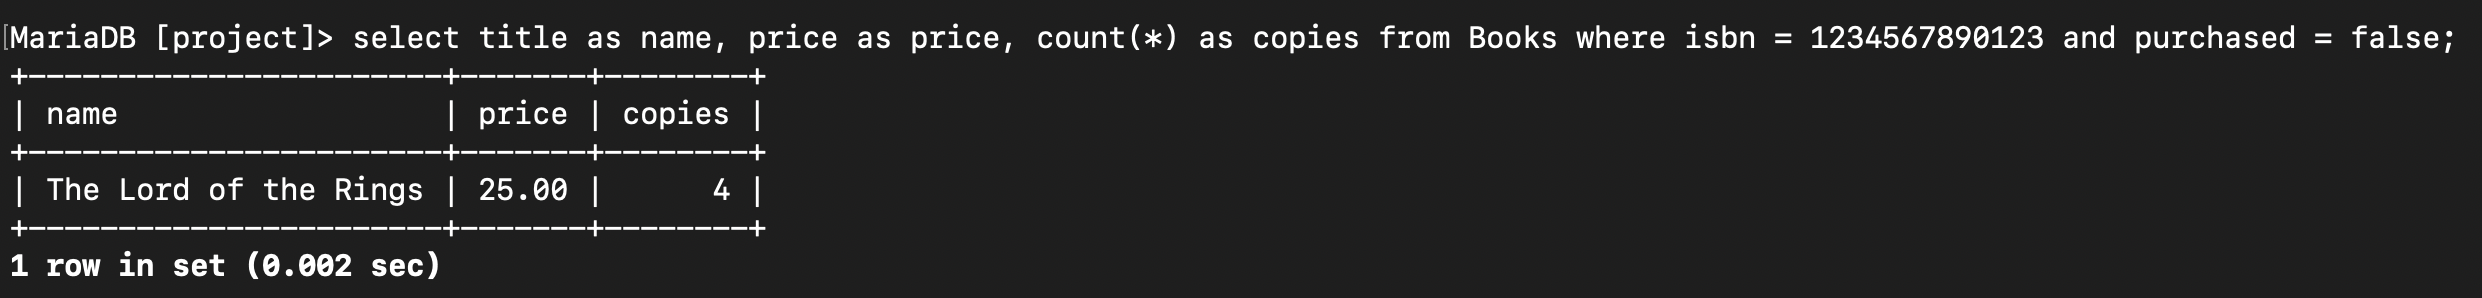 [MariaDB [project]> select title as name, price as price, count(*) as copies from Books where isbn = 1234567890123 and purchased = false;
+-----------------------+-------+--------+
| name                  | price | copies |
+-----------------------+-------+--------+
| The Lord of the Rings | 25.00 |      4 |
+-----------------------+-------+--------+
1 row in set (0.002 sec)